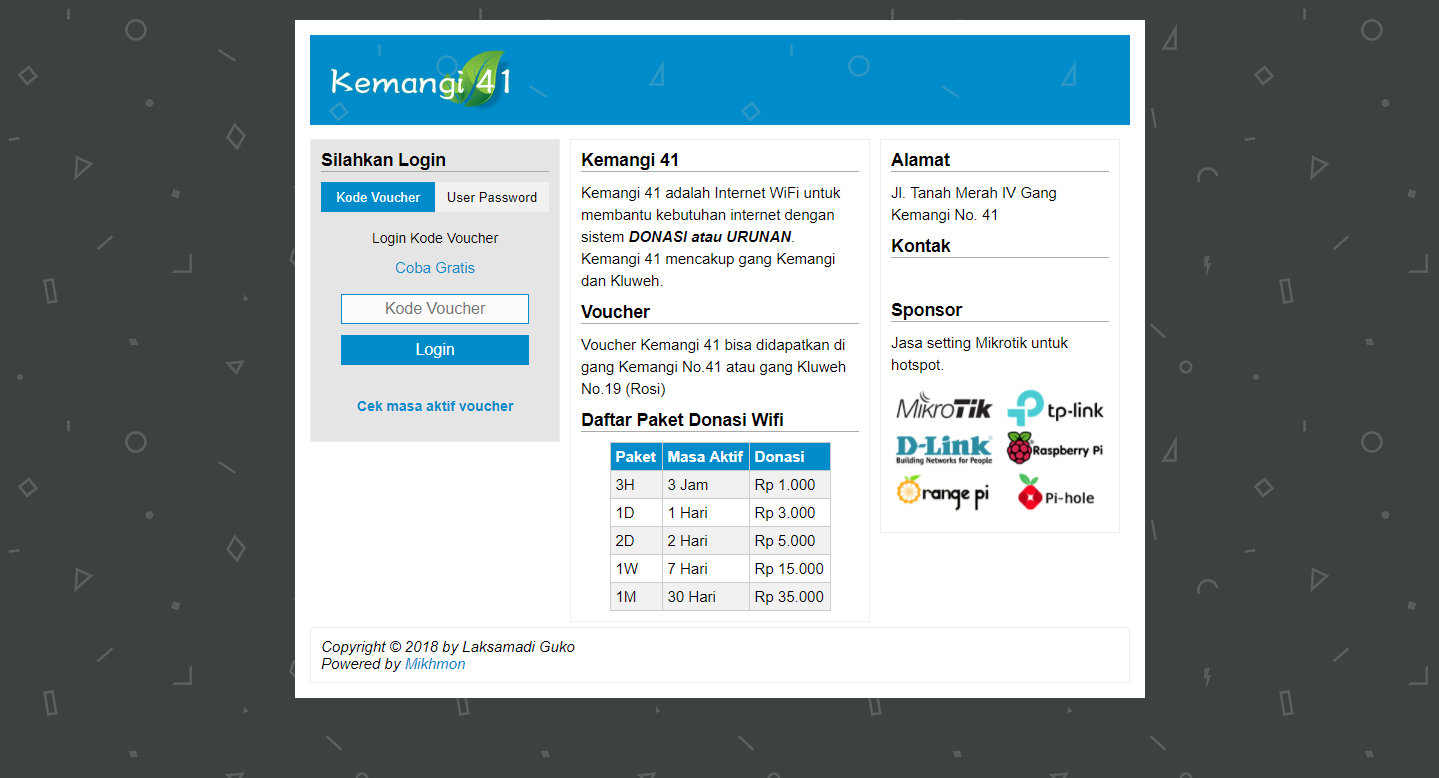 Kemangi 41
Silahkan Login
Kode Voucher User Password
Login Kode Voucher
Coba Gratis
Kode Voucher
Login
Cek masa aktif voucher
Kemangi 41
Kemangi 41 adalah Internet WiFi untuk
membantu kebutuhan internet dengan
sistem DONASI atau URUNAN.
Kemangi 41 mencakup gang Kemangi
dan Kluweh.
Voucher
Voucher Kemangi 41 bisa didapatkan di
gang Kemangi No.41 atau gang Kluweh
No.19 (Rosi)
Daftar Paket Donasi Wifi
Paket Masa Aktif Donasi
3H 3 Jam Rp 1.000
1D 1 Hari Rp 3.000
2D 2 Hari Rp 5.000
1W 7 Hari Rp 15.000
1M 30 Hari Rp 35.000
Alamat
Jl. Tanah Merah IV Gang
Kemangi No. 41
Kontak
Sponsor
Jasa setting Mikrotik untuk
hotspot.
MikroTik tp-link
D-Link Raspberry Pi
Building Networks for People
range pi Pi-hole
Copyright © 2018 by Laksamadi Guko
Powered by Mikhmon